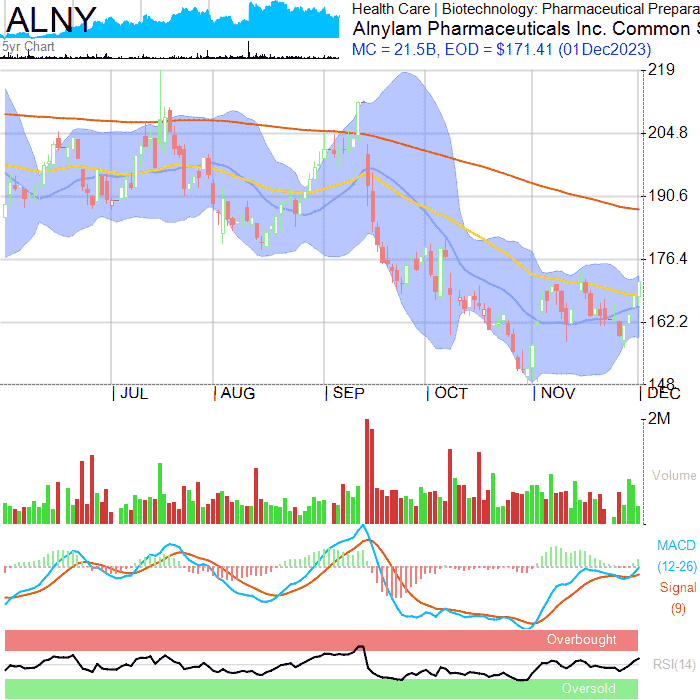 ALNY
5yr Chart
Health Care | Biotechnology: Pharmaceutical Prepara
Alnylam Pharmaceuticals Inc. Common S
MC = 21.5B, EOD = $171.41 (01Dec2023)
219
204.8
190.6
176.4
162.2
148
JUL
AUG
SEP
OCT
NOV
DEC
2M
Volume
MACD
(12-26)
Signal
(9)
Overbought
RSI(14)
Oversold